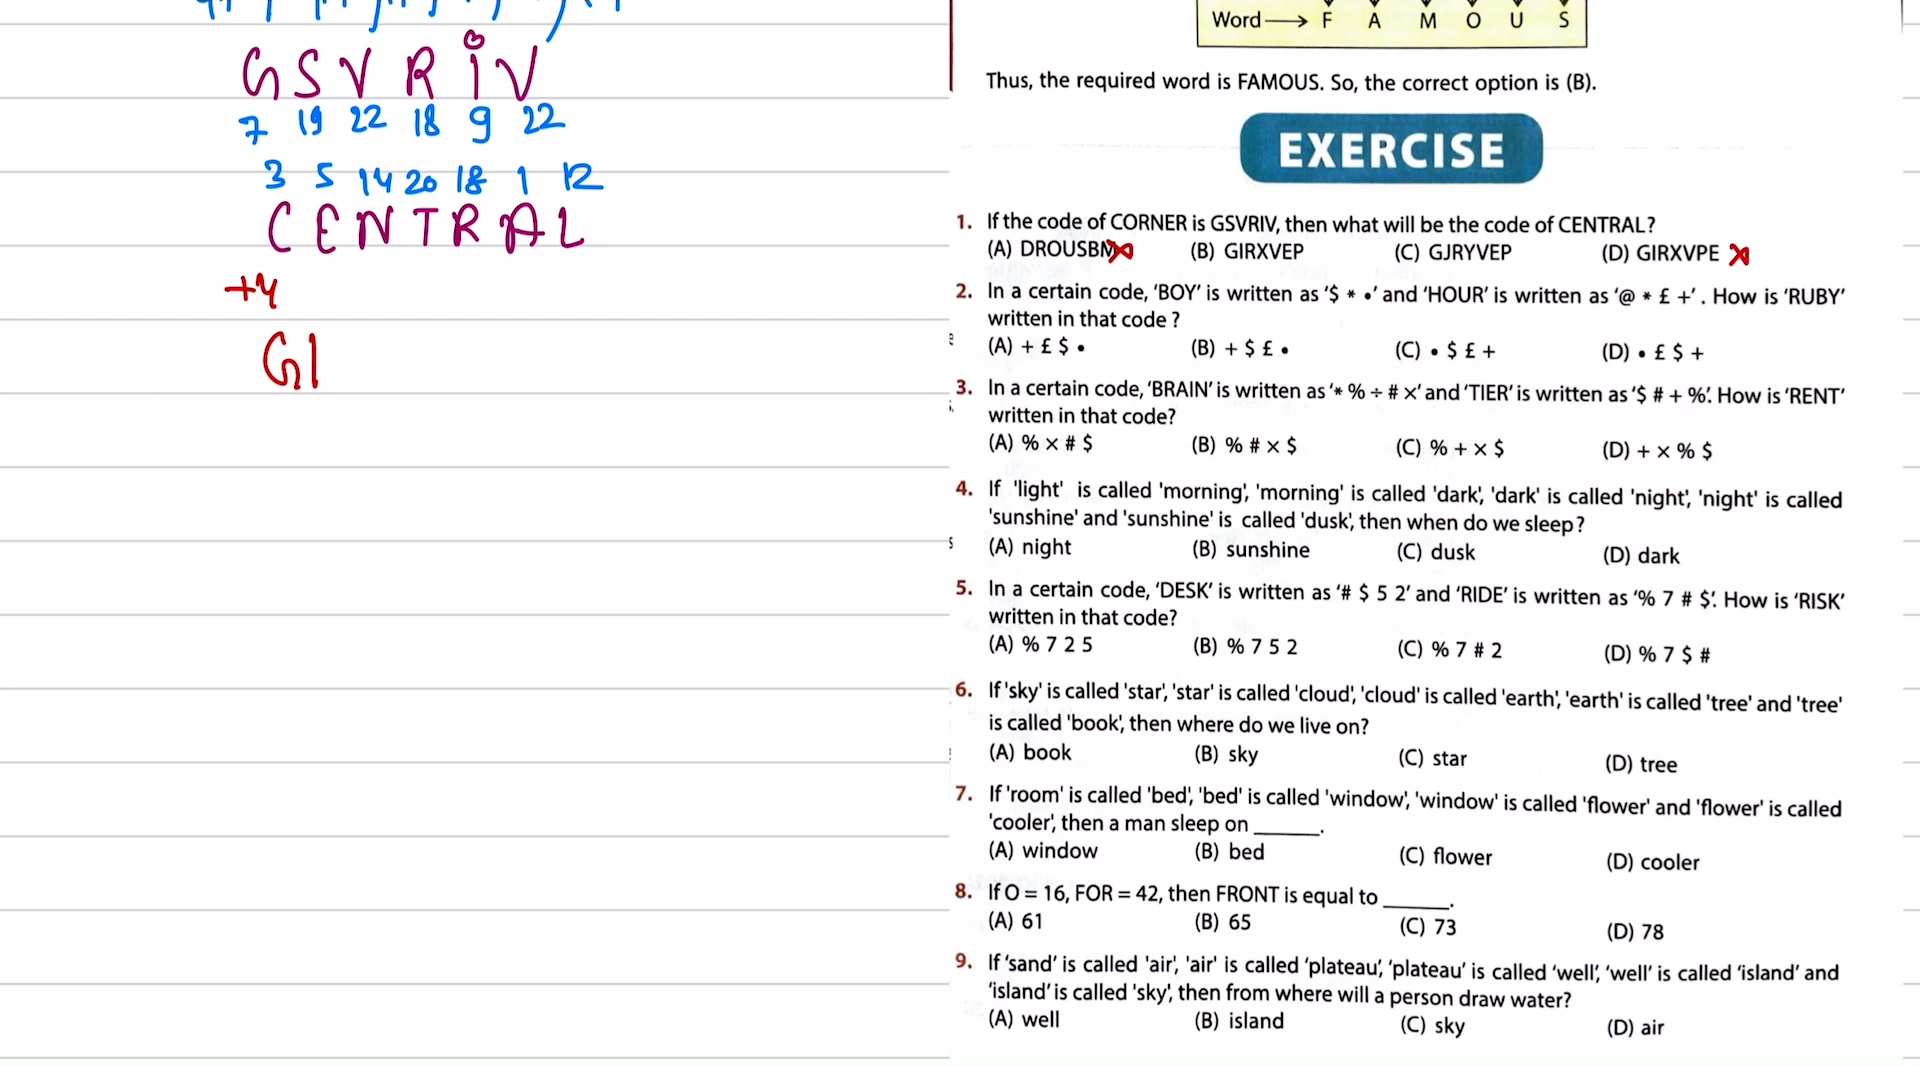 G S V R I V
7 19 22 18 9 22
3 5 14 20 18 1 12
C E N T R A L
+4
G I
Word → F A M O U S
Thus, the required word is FAMOUS. So, the correct option is (B).
EXERCISE
1. If the code of CORNER is GSVRIV, then what will be the code of CENTRAL?
(A) DROUSBM (B) GIRXVEP (C) GJRYVEP (D) GIRXVPE
2. In a certain code, 'BOY' is written as '$ * •' and 'HOUR' is written as '@ * £ +' . How is 'RUBY'
written in that code ?
(A) + £ $ • (B) + $ £ • (C) • $ £ + (D) • £ $ +
3. In a certain code, 'BRAIN' is written as '* % ÷ # ×' and 'TIER' is written as '$ # + %'. How is 'RENT'
written in that code?
(A) % × # $ (B) % # × $ (C) % + × $ (D) + × % $
4. If 'light' is called 'morning', 'morning' is called 'dark', 'dark' is called 'night', 'night' is called
'sunshine' and 'sunshine' is called 'dusk', then when do we sleep?
(A) night (B) sunshine (C) dusk (D) dark
5. In a certain code, 'DESK' is written as '# $ 5 2' and 'RIDE' is written as '% 7 # $'. How is 'RISK'
written in that code?
(A) % 7 2 5 (B) % 7 5 2 (C) % 7 # 2 (D) % 7 $ #
6. If 'sky' is called 'star', 'star' is called 'cloud', 'cloud' is called 'earth', 'earth' is called 'tree' and 'tree'
is called 'book', then where do we live on?
(A) book (B) sky (C) star (D) tree
7. If 'room' is called 'bed', 'bed' is called 'window', 'window' is called 'flower' and 'flower' is called
'cooler', then a man sleep on ______.
(A) window (B) bed (C) flower (D) cooler
8. If O = 16, FOR = 42, then FRONT is equal to ______.
(A) 61 (B) 65 (C) 73 (D) 78
9. If 'sand' is called 'air', 'air' is called 'plateau', 'plateau' is called 'well', 'well' is called 'island' and
'island' is called 'sky', then from where will a person draw water?
(A) well (B) island (C) sky (D) air